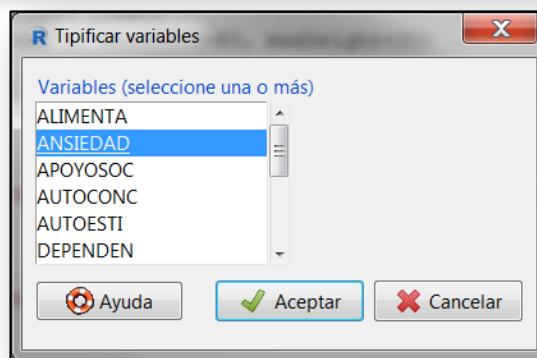 Tipificar variables
Variables (seleccione una o más)
ALIMENTA
ANSIEDAD
APOYOSOC
AUTOCONC
AUTOESTI
DEPENDEN
Ayuda Aceptar Cancelar